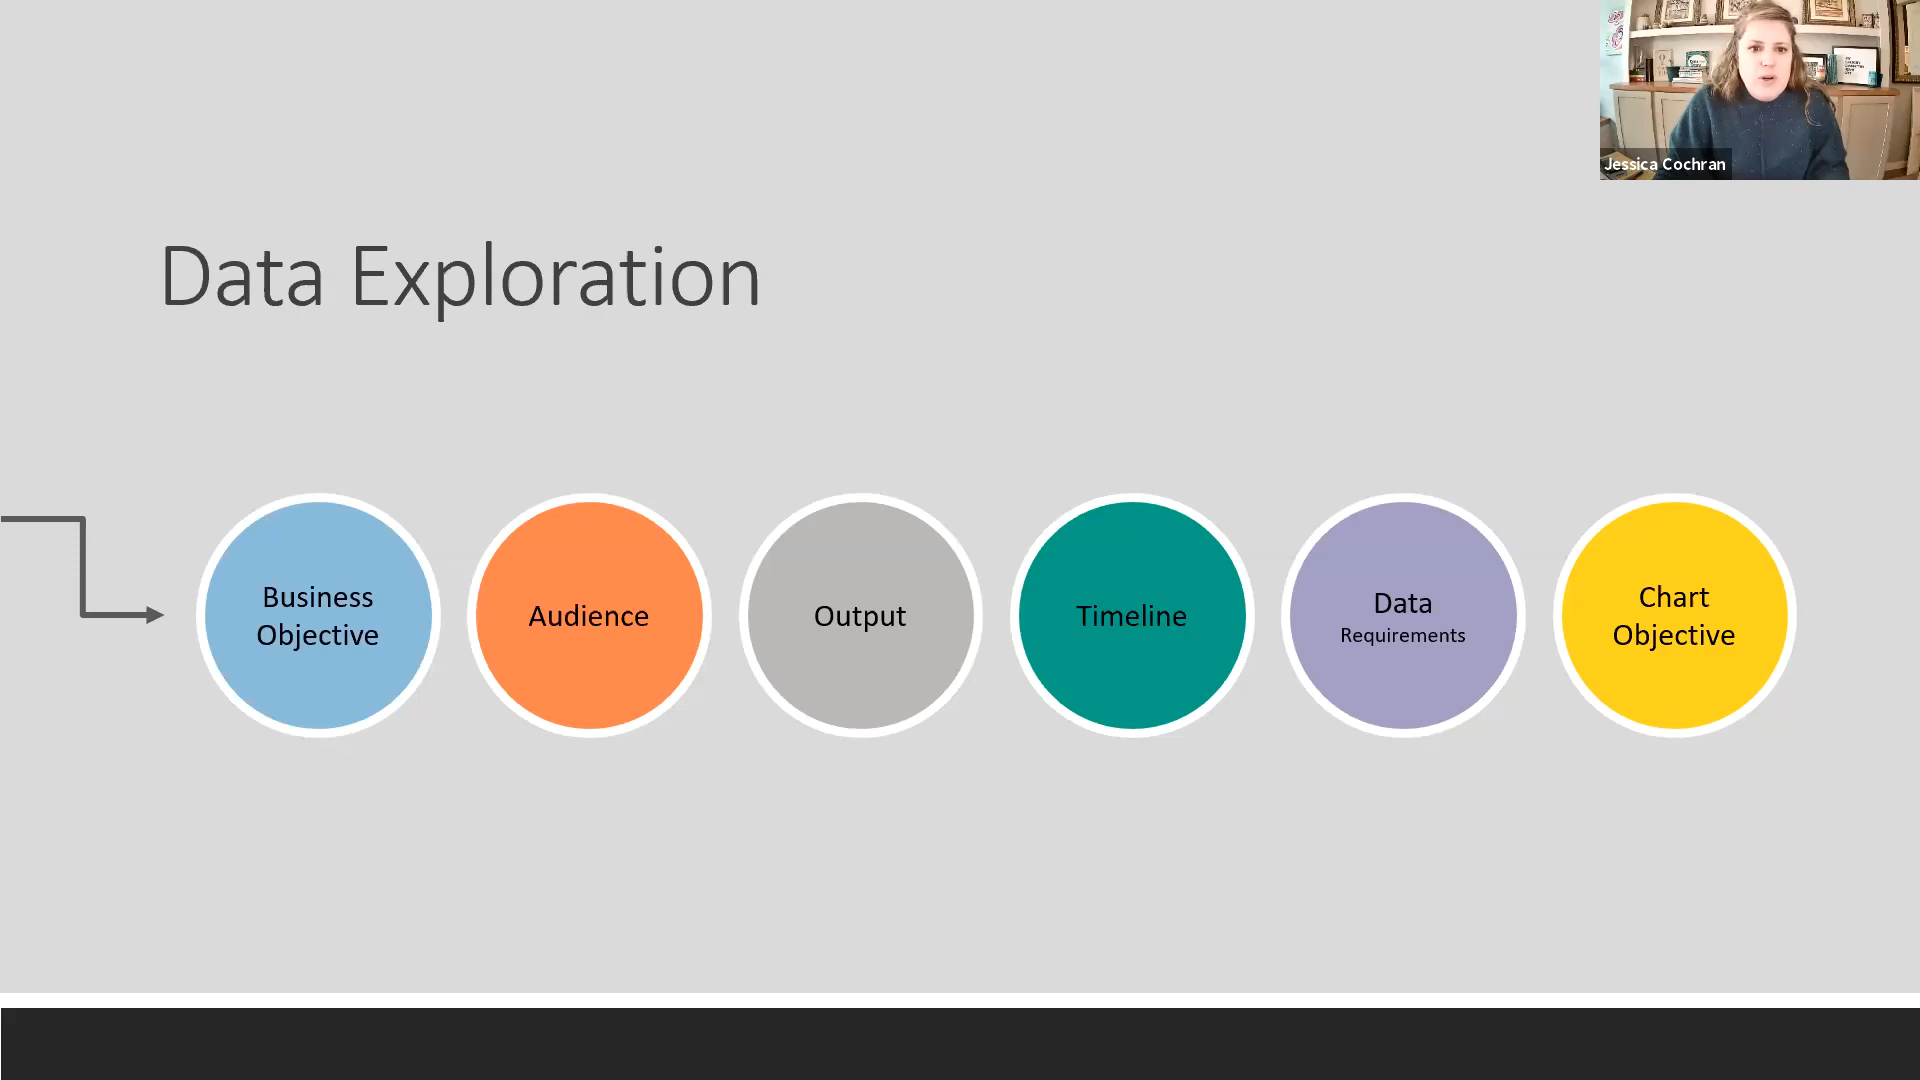 Jessica Cochran
Data Exploration
Business
Objective
Audience
Output
Timeline
Data
Requirements
Chart
Objective